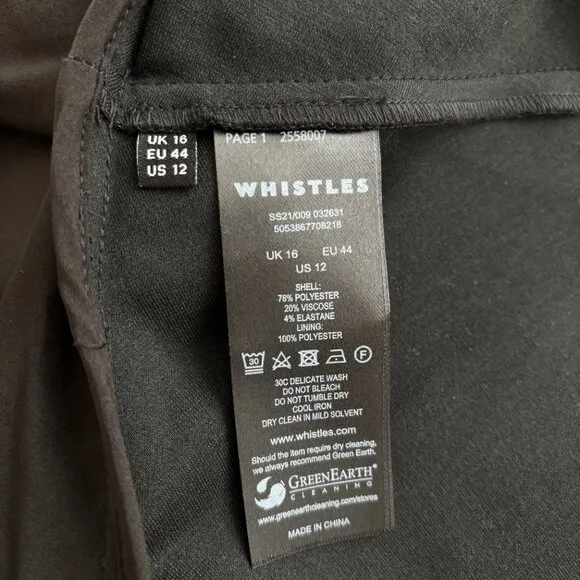 UK 16
EU 44
US 12
PAGE 1 2558007
WHISTLES
SS21/009 032631
5053867708218
UK 16 EU 44
US 12
SHELL:
76% POLYESTER
20% VISCOSE
4% ELASTANE
LINING:
100% POLYESTER
30
F
30C DELICATE WASH
DO NOT BLEACH
DO NOT TUMBLE DRY
COOL IRON
DRY CLEAN IN MILD SOLVENT
www.whistles.com
Should the item require dry cleaning,
we always recommend Green Earth.
GREENEARTH®
CLEANING
www.greenearthcleaning.com/stores
MADE IN CHINA